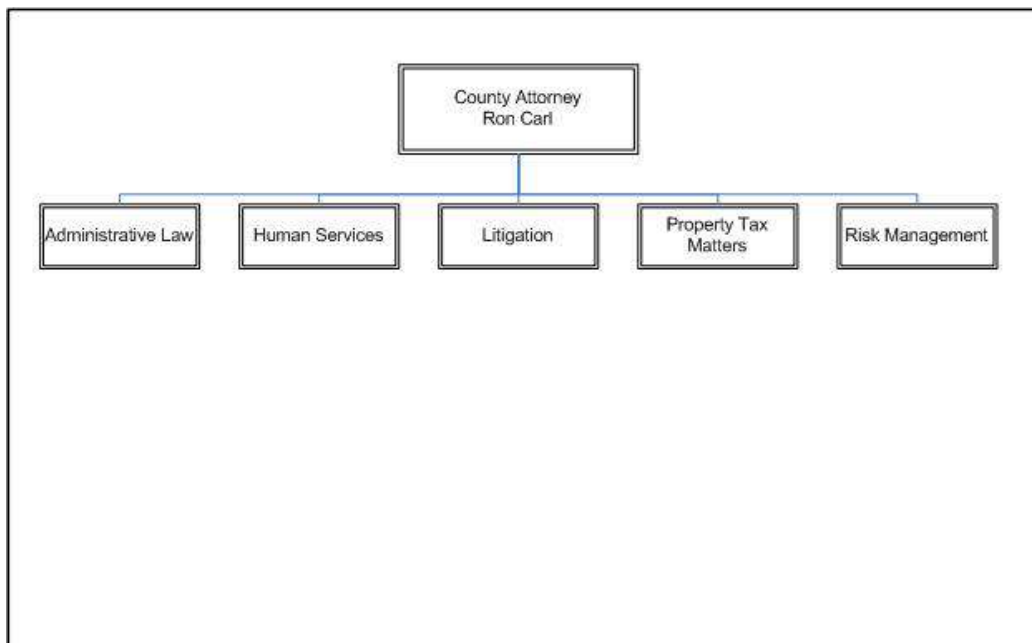 County Attorney
Ron Carl
Administrative Law
Human Services
Litigation
Property Tax
Matters
Risk Management